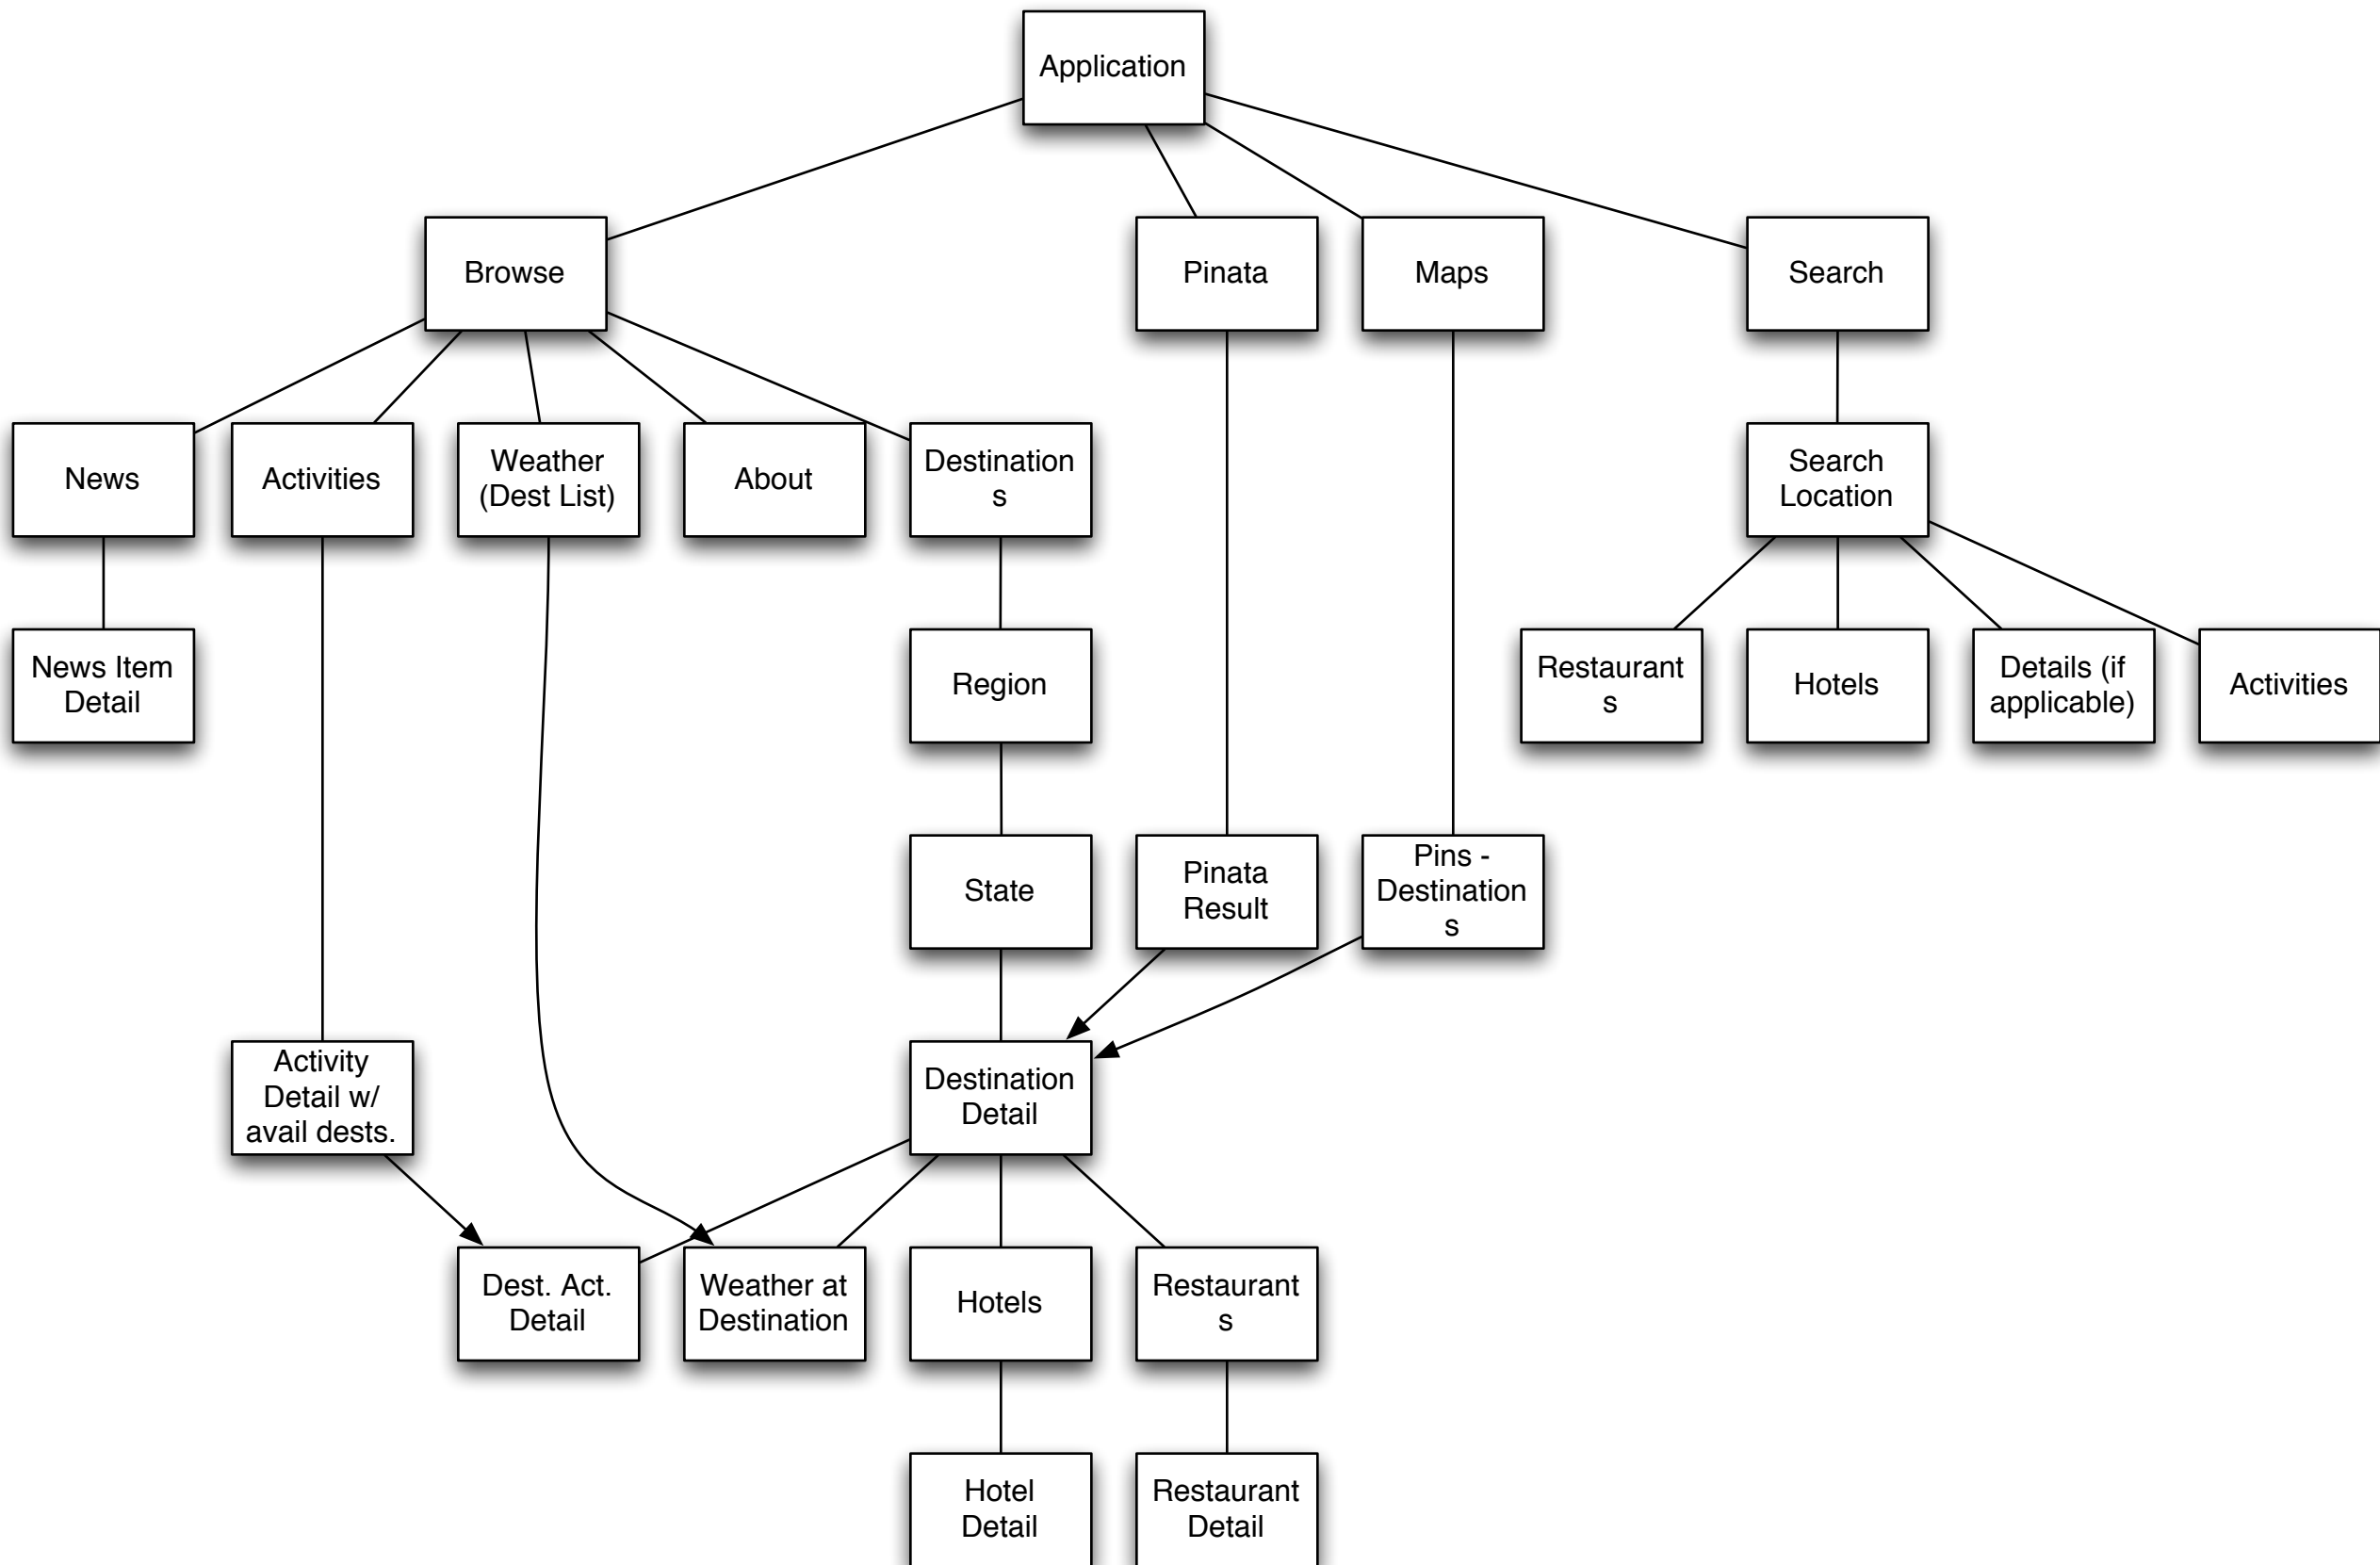 Application
Browse
Pinata
Maps
Search
News
Activities
Weather
(Dest List)
About
Destination
s
Search
Location
News Item
Detail
Region
Restaurant
s
Hotels
Details (if
applicable)
Activities
State
Pinata
Result
Pins -
Destination
s
Activity
Detail w/
avail dests.
Destination
Detail
Dest. Act.
Detail
Weather at
Destination
Hotels
Restaurant
s
Hotel
Detail
Restaurant
Detail